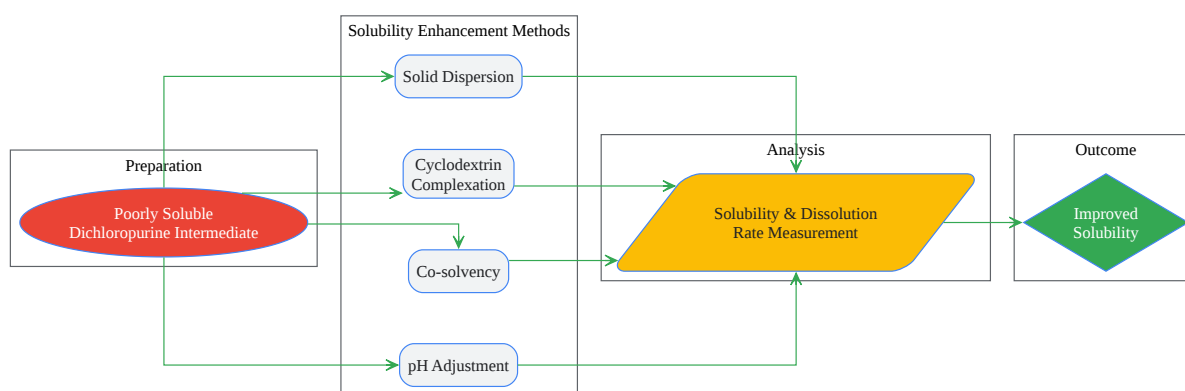 Solubility Enhancement Methods
Solid Dispersion
Preparation
Poorly Soluble
Dichloropurine Intermediate
Cyclodextrin
Complexation
Co-solvency
pH Adjustment
Analysis
Solubility & Dissolution
Rate Measurement
Outcome
Improved
Solubility